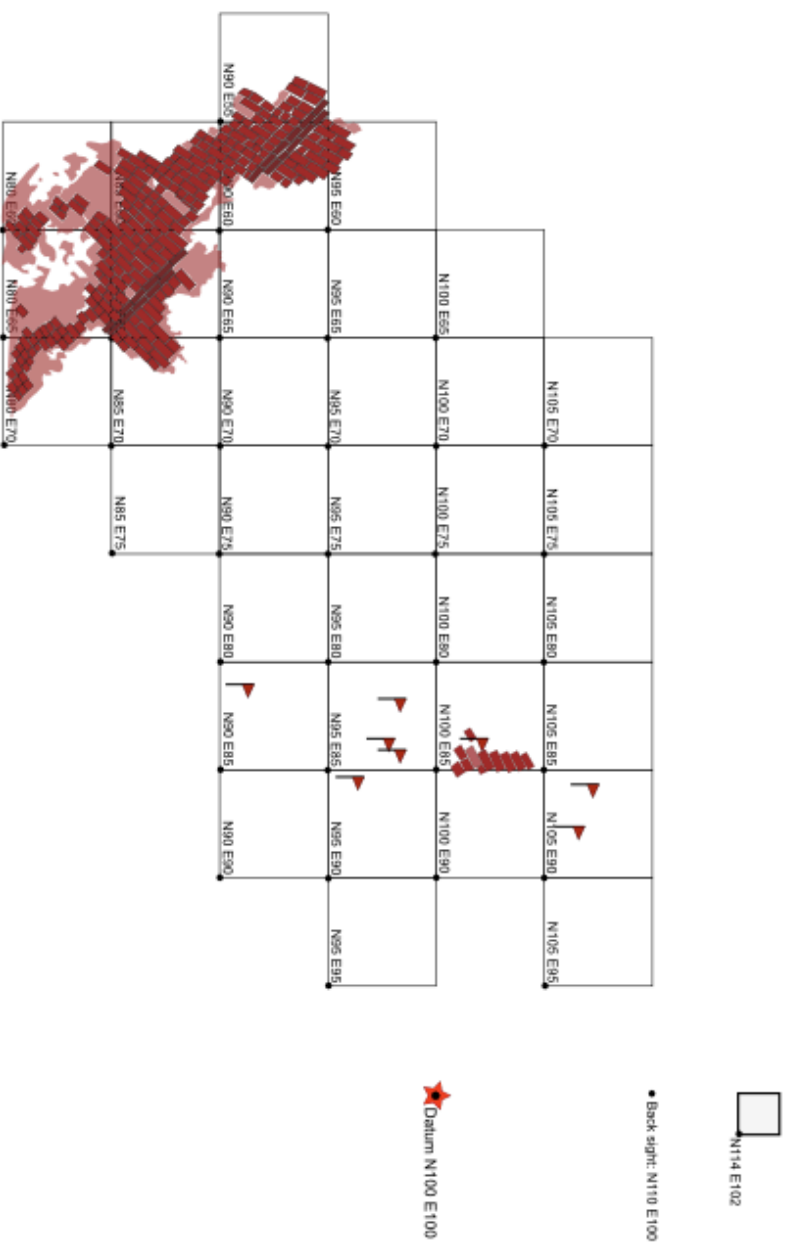 N114 E102
Back sight: N110 E100
N105 E70
N105 E75
N105 E80
N105 E85
N105 E90
N105 E95
N100 E65
N100 E70
N100 E75
N100 E80
N100 E85
N100 E90
Datum N100 E100
N95 E60
N95 E65
N95 E70
N95 E75
N95 E80
N95 E85
N95 E90
N95 E95
N90 E55
N90 E60
N90 E65
N90 E70
N90 E75
N90 E80
N90 E85
N90 E90
N85 E70
N85 E75
N80 E60
N80 E65
N80 E70